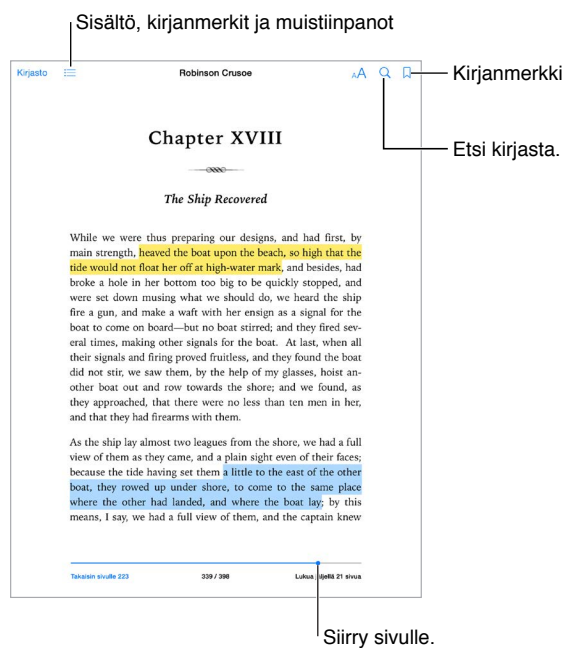 Sisältö, kirjanmerkit ja muistiinpanot
Kirjasto
Robinson Crusoe
AA
Kirjanmerkki
Etsi kirjasta.
Chapter XVIII
The Ship Recovered
While we were thus preparing our designs, and had first, by
main strength, heaved the boat upon the beach, so high that the
tide would not float her off at high-water mark, and besides, had
broke a hole in her bottom too big to be quickly stopped, and
were set down musing what we should do, we heard the ship
fire a gun, and make a waft with her ensign as a signal for the
boat to come on board—but no boat stirred; and they fired sev-
eral times, making other signals for the boat. At last, when all
their signals and firing proved fruitless, and they found the boat
did not stir, we saw them, by the help of my glasses, hoist an-
other boat out and row towards the shore; and we found, as
they approached, that there were no less than ten men in her,
and that they had firearms with them.
As the ship lay almost two leagues from the shore, we had a full
view of them as they came, and a plain sight even of their faces;
because the tide having set them a little to the east of the other
boat, they rowed up under shore, to come to the same place
where the other had landed, and where the boat lay; by this
means, I say, we had a full view of them, and the captain knew
Takaisin sivulle 223
339 / 398
Lukua jäljellä 21 sivua
Siirry sivulle.